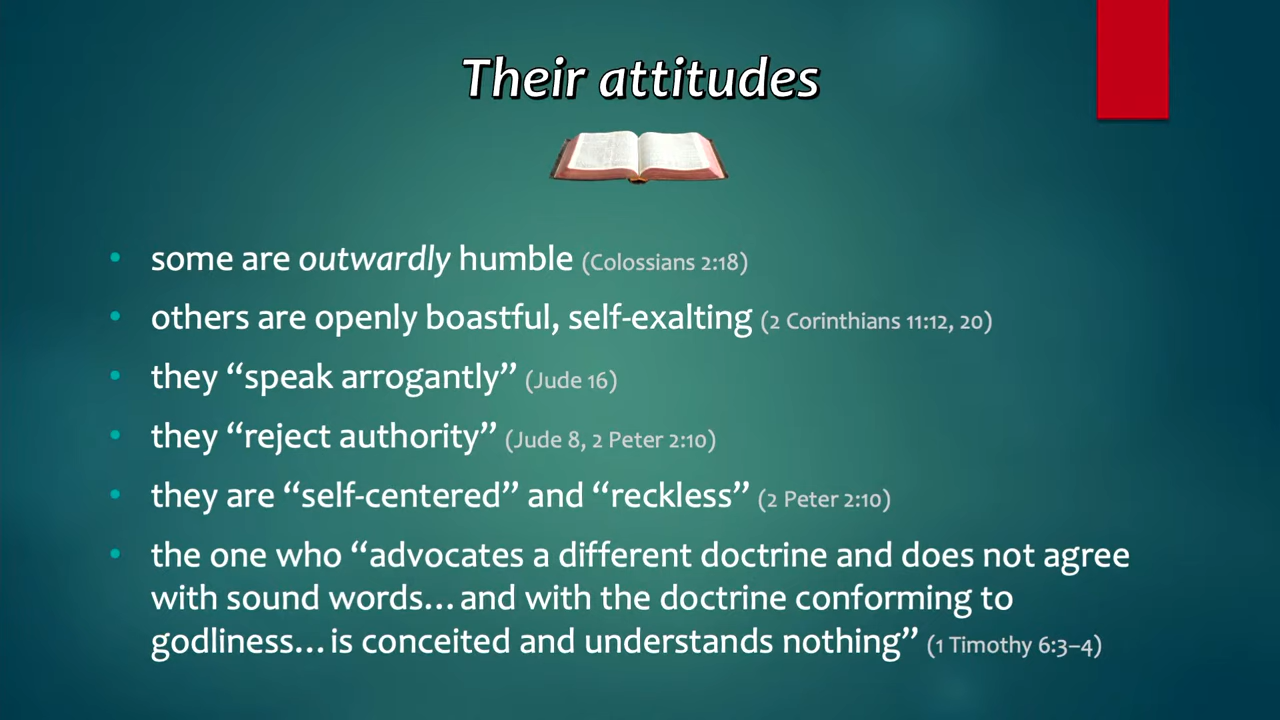 Their attitudes
• some are outwardly humble (Colossians 2:18)
• others are openly boastful, self-exalting (2 Corinthians 11:12, 20)
• they “speak arrogantly” (Jude 16)
• they “reject authority” (Jude 8, 2 Peter 2:10)
• they are “self-centered” and “reckless” (2 Peter 2:10)
• the one who “advocates a different doctrine and does not agree
with sound words…and with the doctrine conforming to
godliness…is conceited and understands nothing” (1 Timothy 6:3–4)